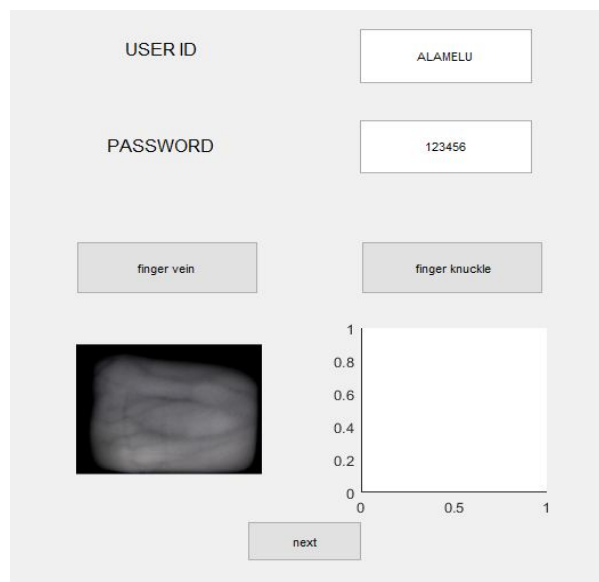 USER ID
ALAMELU
PASSWORD
123456
finger vein
finger knuckle
1
0.8
0.6
0.4
0.2
0
0 0.5 1
next